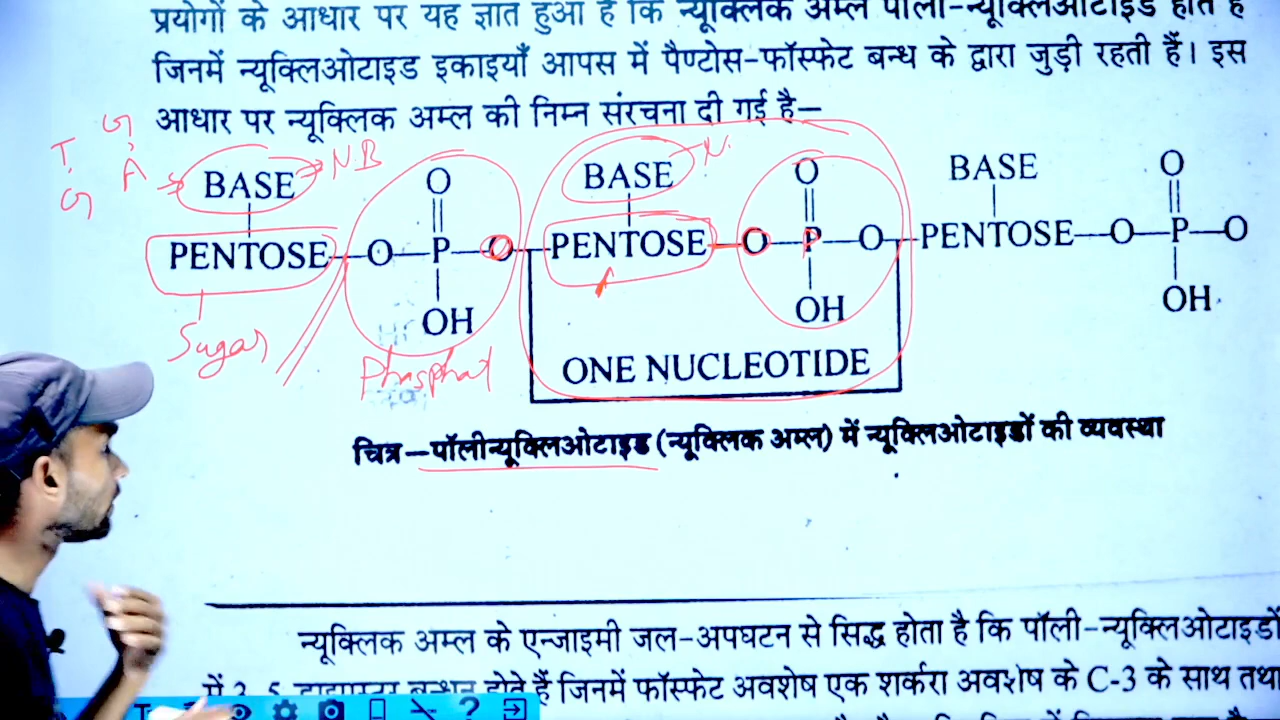 प्रयोगों के आधार पर यह ज्ञात हुआ है कि न्यूक्लिक अम्ल पॉली-न्यूक्लिओटाइड होते हैं
जिनमें न्यूक्लिओटाइड इकाइयाँ आपस में पैण्टोस-फॉस्फेट बन्ध के द्वारा जुड़ी रहती हैं। इस
आधार पर न्यूक्लिक अम्ल की निम्न संरचना दी गई है—
G
T A
G
BASE N.B O BASE N. O BASE O
PENTOSE—O—P—O—PENTOSE—O—P—O—PENTOSE—O—P—O
OH OH OH
Sugar Phosphat ONE NUCLEOTIDE
चित्र—पॉलीन्यूक्लिओटाइड (न्यूक्लिक अम्ल) में न्यूक्लिओटाइडों की व्यवस्था
न्यूक्लिक अम्ल के एन्जाइमी जल-अपघटन से सिद्ध होता है कि पॉली-न्यूक्लिओटाइडों
में 3, 5 होते हैं जिनमें फॉस्फेट अवशेष एक शर्करा अवशेष के C-3 के साथ तथा